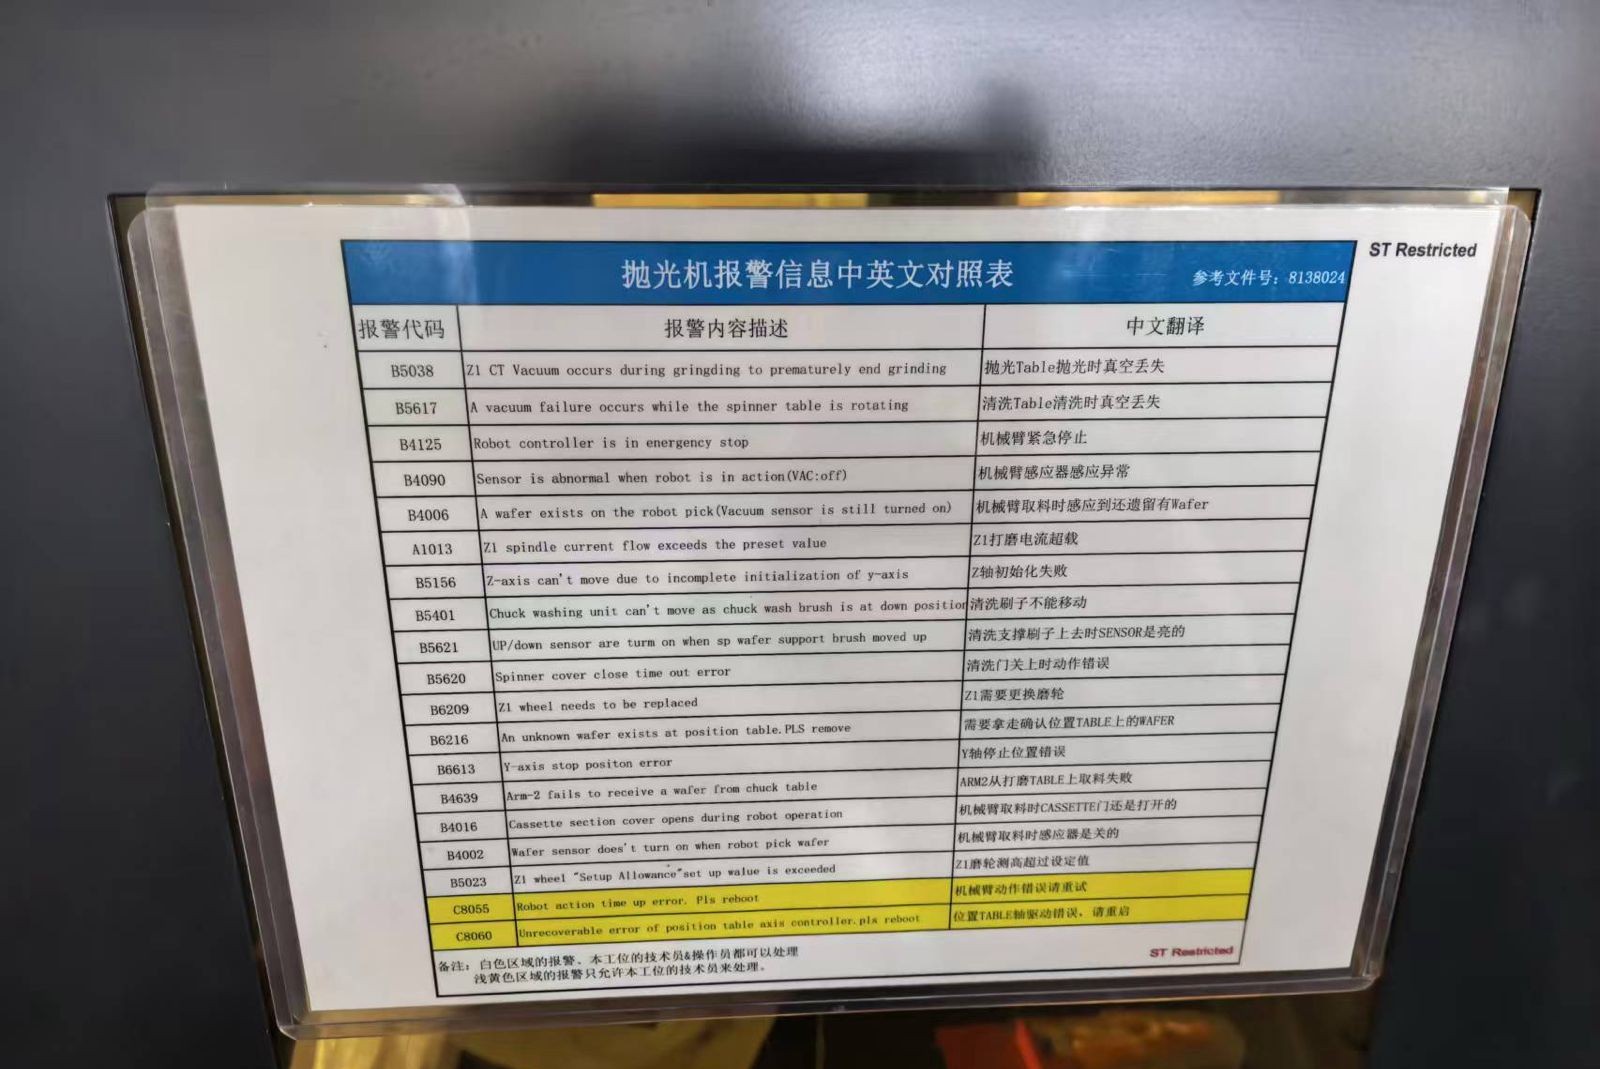 ST Restricted
抛光机报警信息中英文对照表 参考文件号：8138024
报警代码 报警内容描述 中文翻译
B5038 Z1 CT Vacuum occurs during gringding to prematurely end grinding 抛光Table抛光时真空丢失
B5617 A vacuum failure occurs while the spinner table is rotating 清洗Table清洗时真空丢失
B4125 Robot controller is in energency stop 机械臂紧急停止
B4090 Sensor is abnormal when robot is in action(VAC:off) 机械臂感应器感应异常
B4006 A wafer exists on the robot pick(Vacuum sensor is still turned on) 机械臂取料时感应到还遗留有Wafer
A1013 Z1 spindle current flow exceeds the preset value Z1打磨电流超载
B5156 Z-axis can't move due to incomplete initialization of y-axis Z轴初始化失败
B5401 Chuck washing unit can't move as chuck wash brush is at down position 清洗刷子不能移动
B5621 UP/down sensor are turm on when sp wafer support brush moved up 清洗支撑刷子上去时SENSOR是亮的
B5620 Spinner cover close time out error 清洗门关上时动作错误
B6209 Z1 wheel needs to be replaced Z1需要更换磨轮
B6216 An unknown wafer exists at position table.PLS remove 需要拿走确认位置TABLE上的WAFER
B6613 Y-axis stop positon error Y轴停止位置错误
B4639 Arm-2 fails to receive a wafer from chuck table ARM2从打磨TABLE上取料失败
B4016 Cassette section cover opens during robot operation 机械臂取料时CASSETTE门还是打开的
B4002 Wafer sensor does't turn on when robot pick wafer 机械臂取料时感应器是关的
B5023 Z1 wheel "Setup Allowance"set up walue is exceeded Z1磨轮测高超过设定值
C8055 Robot action time up error. Pls reboot 机械臂动作错误请重试
C8060 Unrecoverable error of position table axis controller.pls reboot 位置TABLE轴驱动错误，请重启
备注：白色区域的报警、本工位的技术员&操作员都可以处理
浅黄色区域的报警只允许本工位的技术员来处理。
ST Restricted